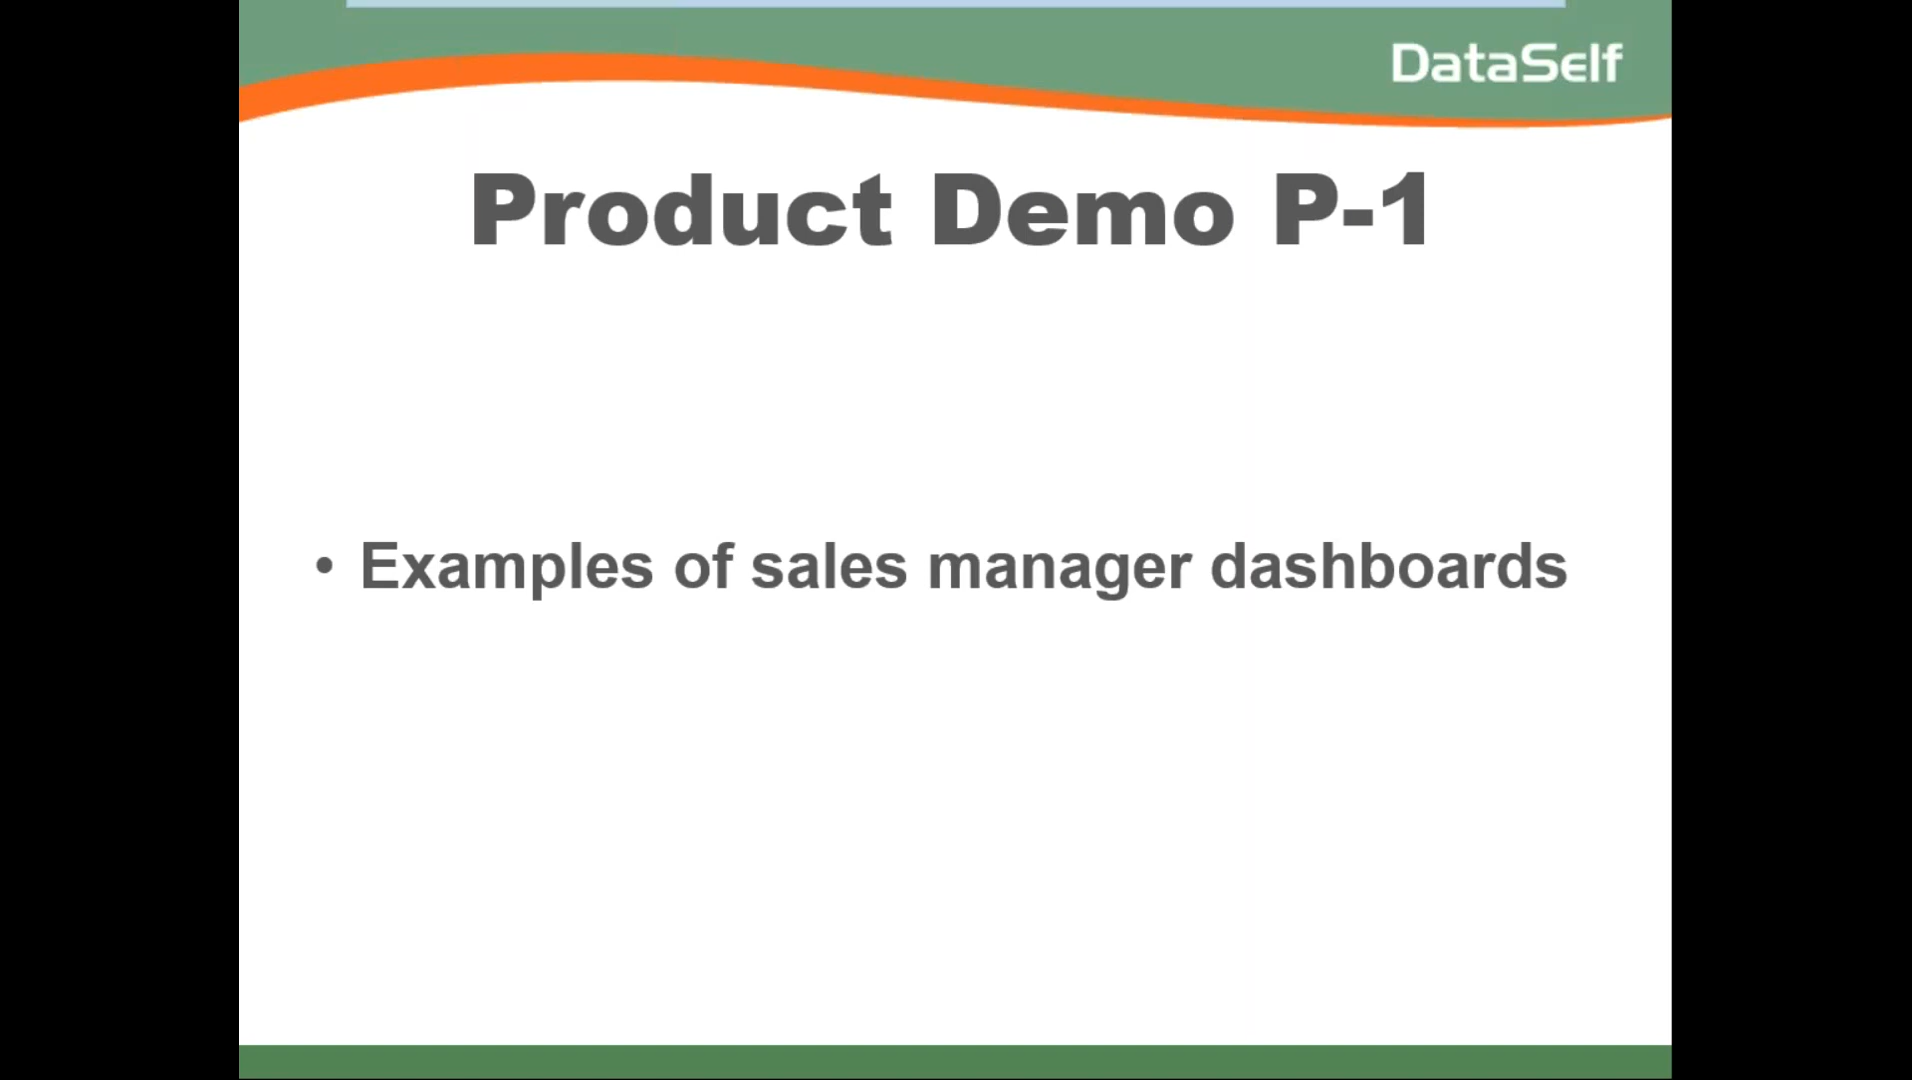 DataSelf
Product Demo P-1
• Examples of sales manager dashboards